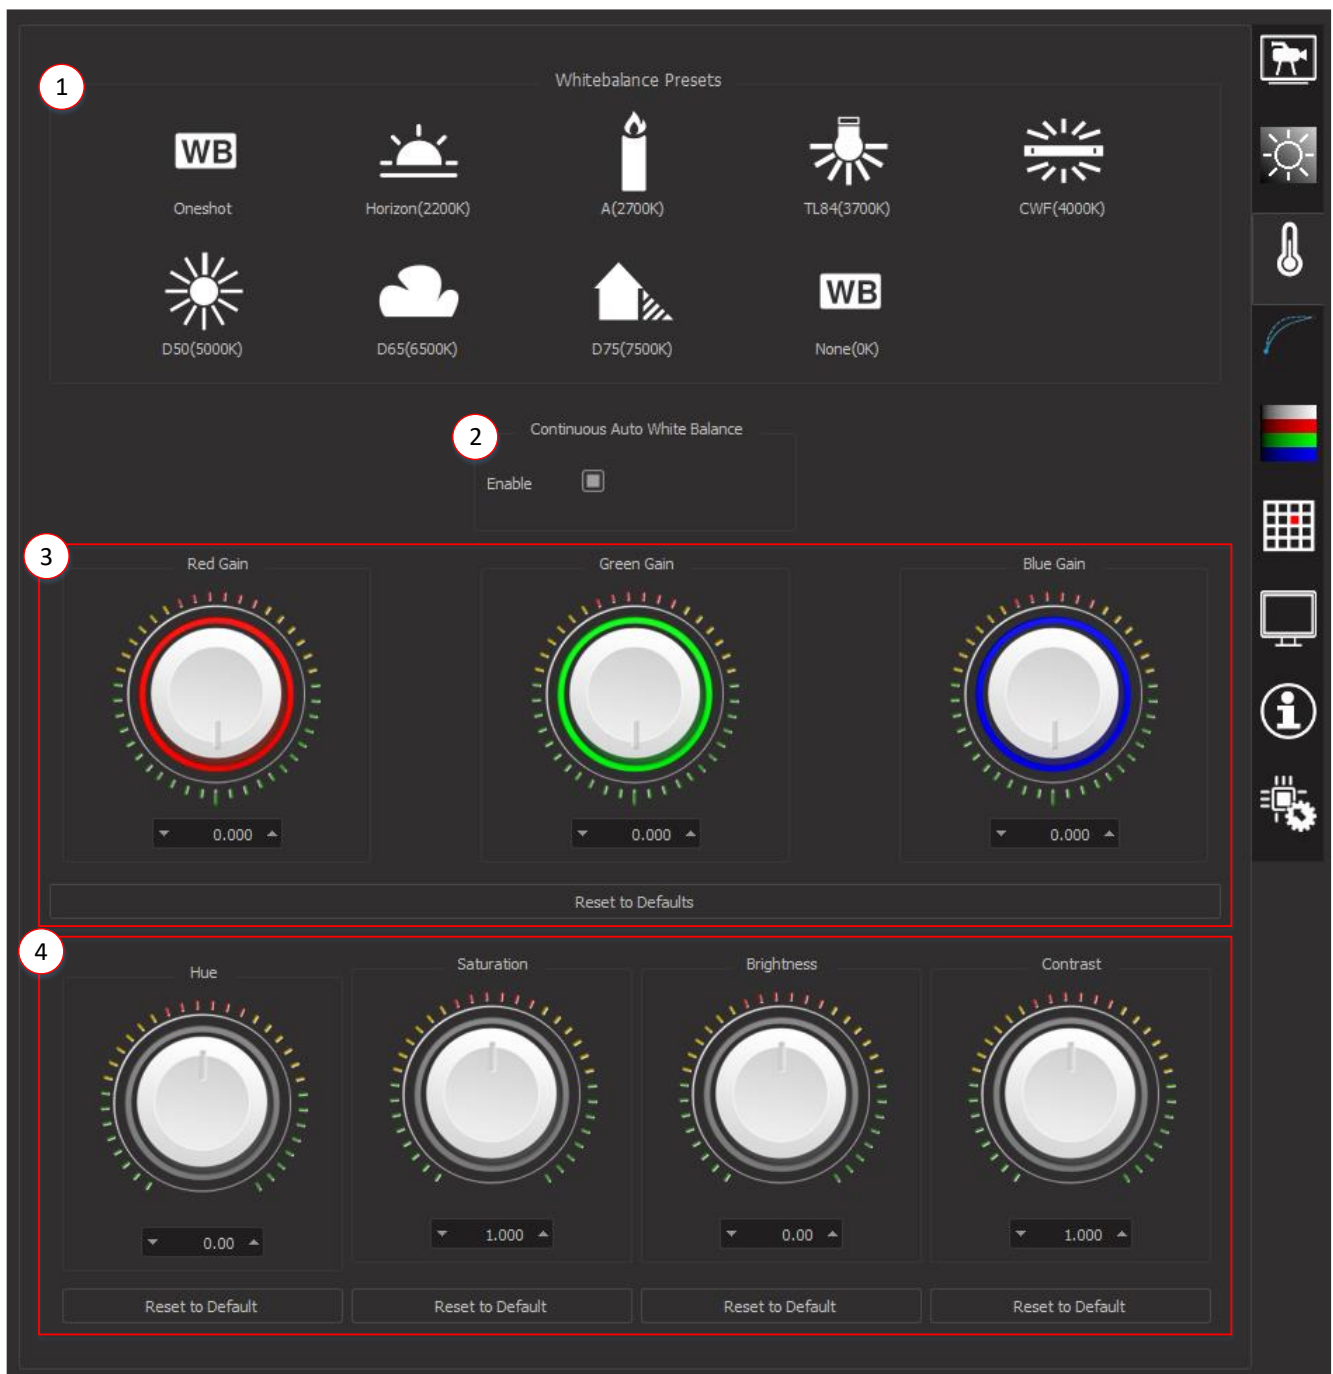 1
Whitebalance Presets
WB
Oneshot
Horizon(2200K)
A(2700K)
TL84(3700K)
CWF(4000K)
D50(5000K)
D65(6500K)
D75(7500K)
WB
None(0K)
2
Continuous Auto White Balance
Enable
3
Red Gain
Green Gain
Blue Gain
0.000
0.000
0.000
Reset to Defaults
4
Hue
Saturation
Brightness
Contrast
0.00
1.000
0.00
1.000
Reset to Default
Reset to Default
Reset to Default
Reset to Default